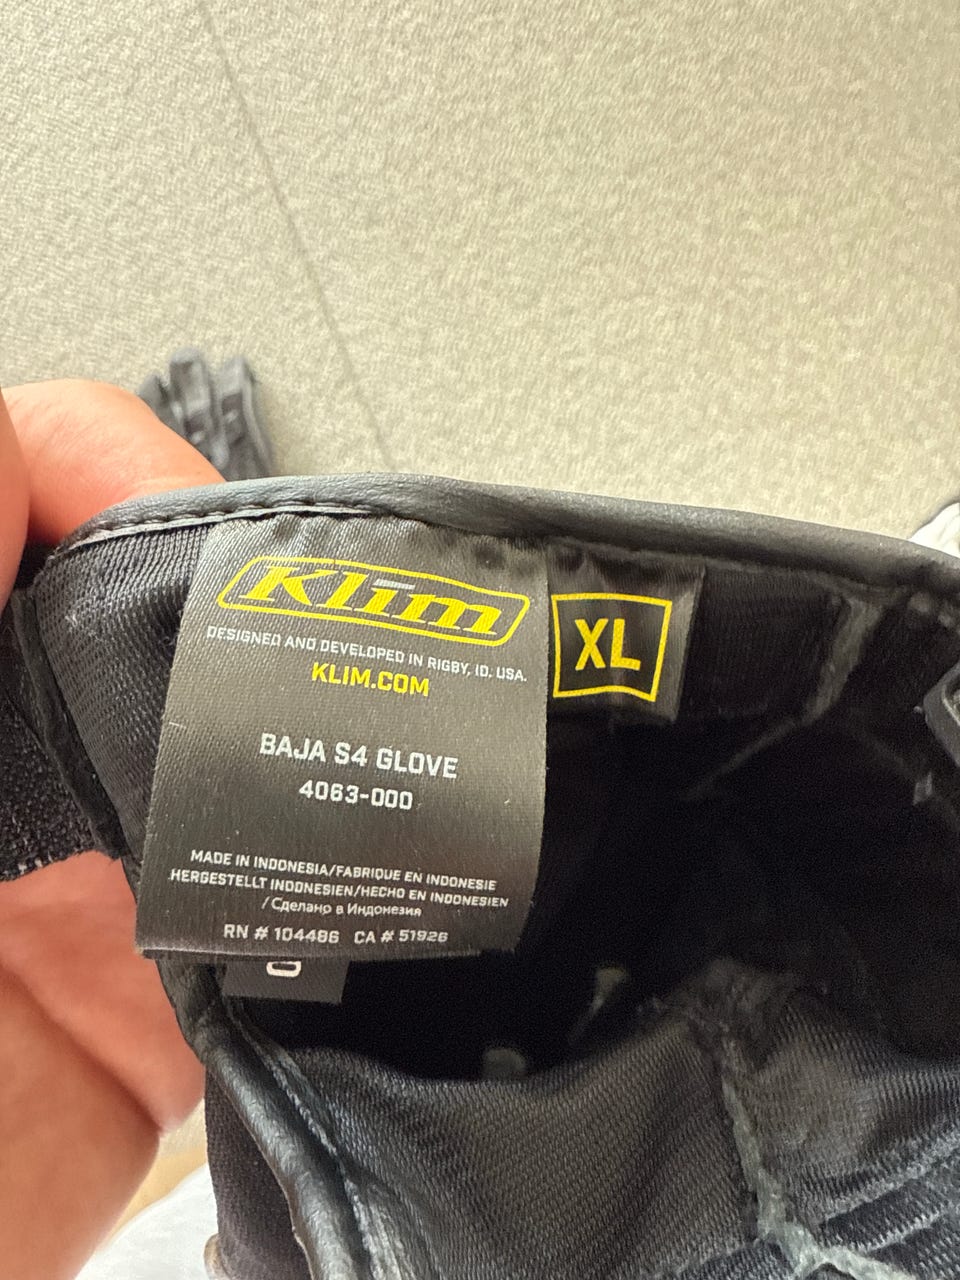 Klim
DESIGNED AND DEVELOPED IN RIGBY, ID. USA.
KLIM.COM
XL
BAJA S4 GLOVE
4063-000
MADE IN INDONESIA/FABRIQUE EN INDONESIE
HERGESTELLT INDONESIEN/HECHO EN INDONESIEN
/Сделано в Индонезия
RN # 104486 CA # 51926